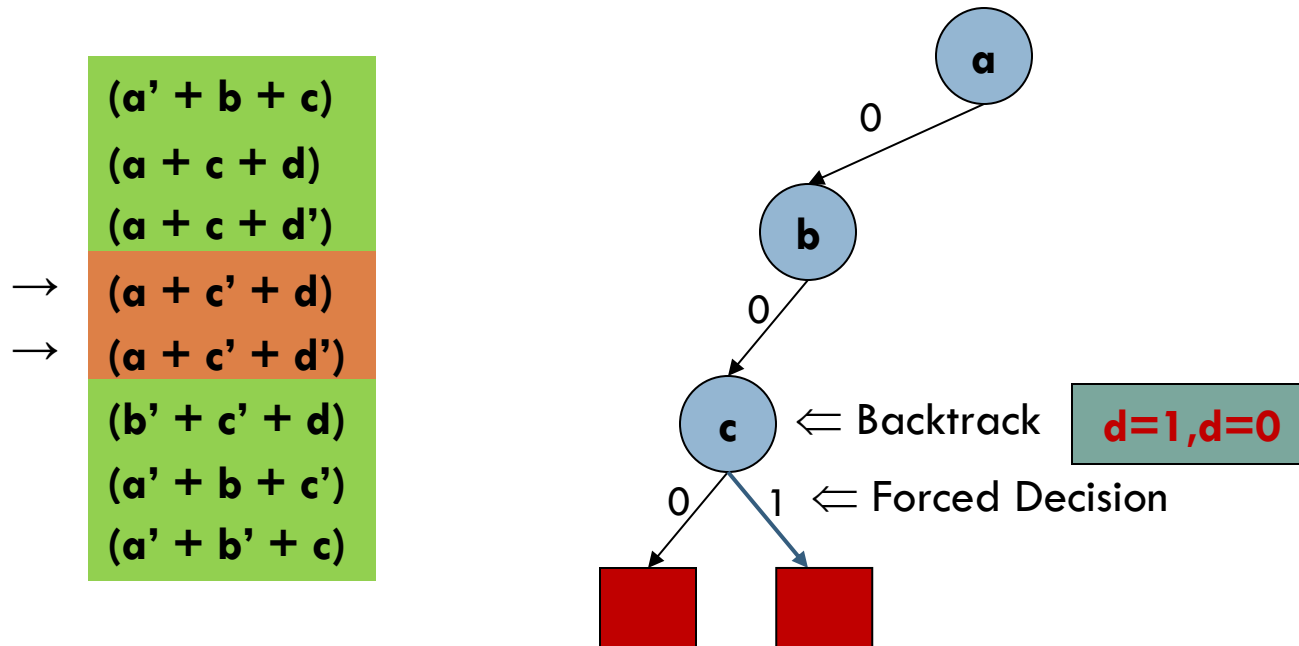 (a’ + b + c)
(a + c + d)
(a + c + d’)
→ (a + c’ + d)
→ (a + c’ + d’)
(b’ + c’ + d)
(a’ + b + c’)
(a’ + b’ + c)
a
0
b
0
c ⇐ Backtrack d=1,d=0
0 1 ⇐ Forced Decision